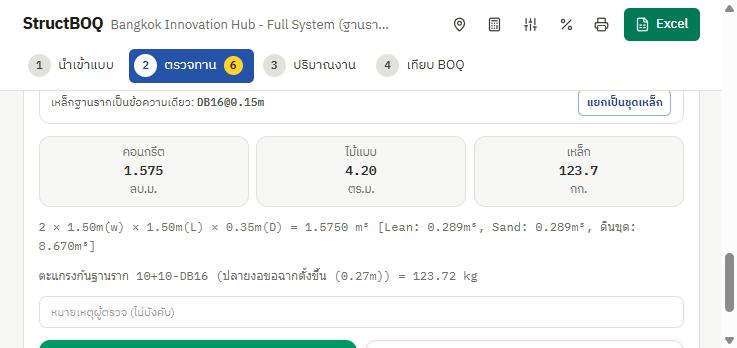 StructBOQ Bangkok Innovation Hub - Full System (ฐานรา...
Excel
1 นำเข้าแบบ 2 ตรวจทาน 6 3 ปริมาณงาน 4 เทียบ BOQ
เหล็กฐานรากเป็นข้อความเดียว: DB16@0.15m แยกเป็นชุดเหล็ก
คอนกรีต ไม้แบบ เหล็ก
1.575 4.20 123.7
ลบ.ม. ตร.ม. กก.
2 × 1.50m(w) × 1.50m(L) × 0.35m(D) = 1.5750 m³ [Lean: 0.289m³, Sand: 0.289m³, ดินขุด:
8.670m³]
ตะแกรงก้นฐานราก 10+10-DB16 (ปลายงอขอฉากตั้งขึ้น (0.27m)) = 123.72 kg
หมายเหตุผู้ตรวจ (ไม่บังคับ)